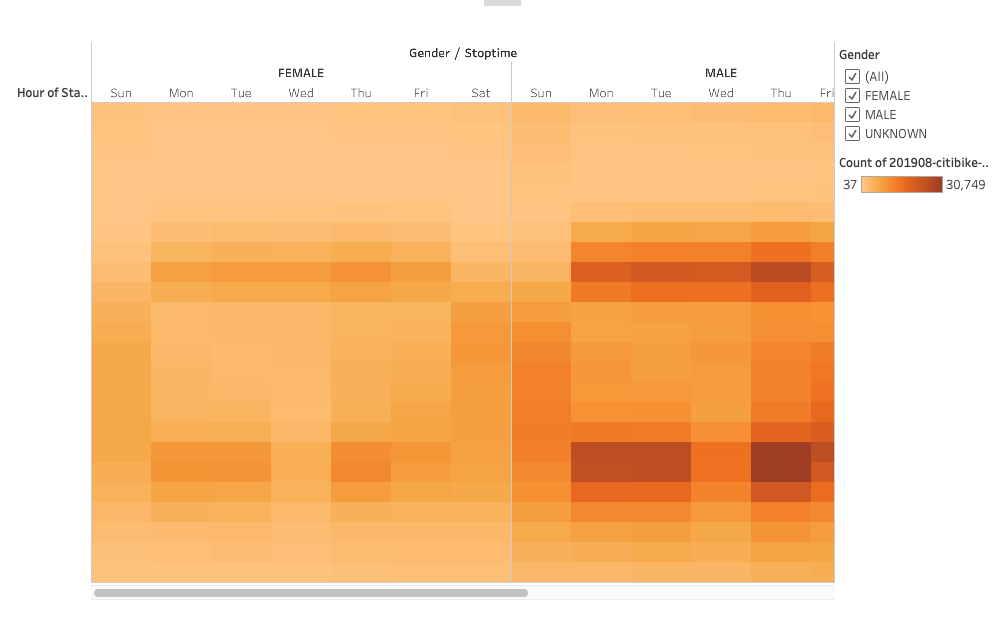 Gender / Stoptime
FEMALE MALE
Hour of Sta.. Sun Mon Tue Wed Thu Fri Sat Sun Mon Tue Wed Thu Fri
Gender
(All)
FEMALE
MALE
UNKNOWN
Count of 201908-citibike-..
37 30,749